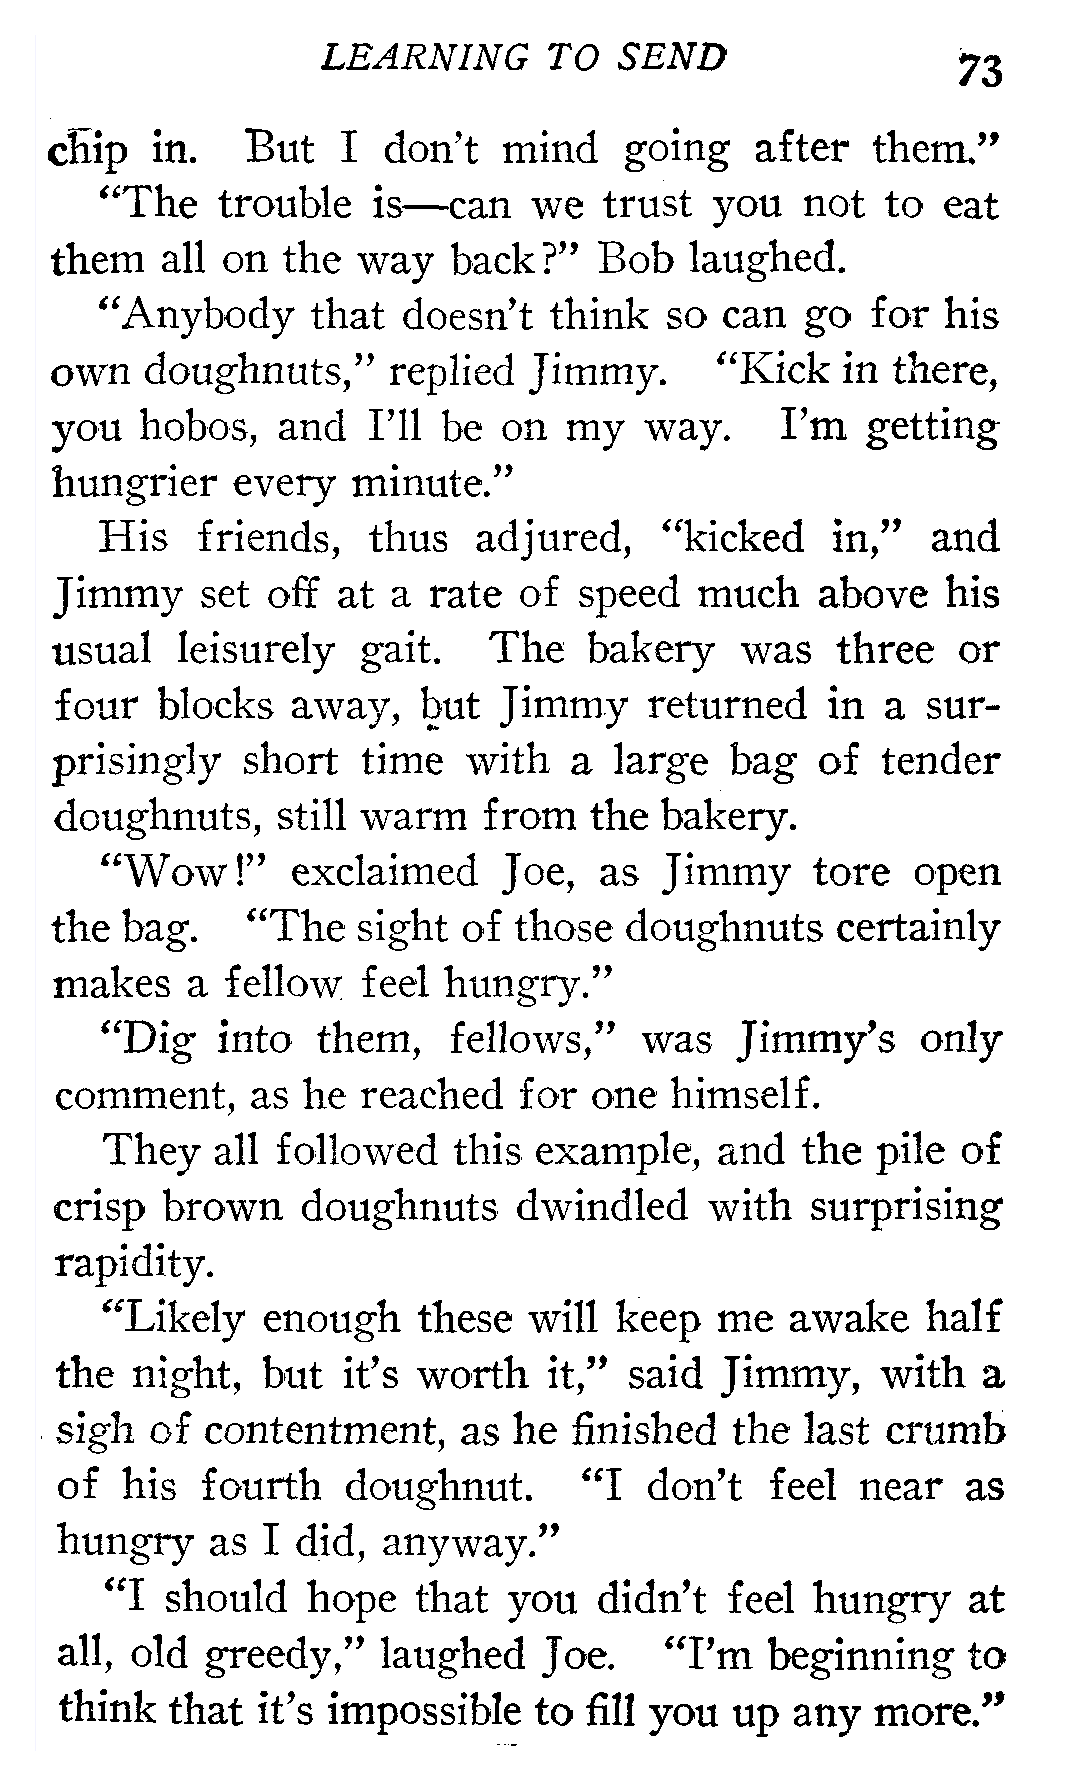 LEARNING TO SEND 73
chip in. But I don't mind going after them."
"The trouble is—can we trust you not to eat
them all on the way back?" Bob laughed.
"Anybody that doesn't think so can go for his
own doughnuts," replied Jimmy. "Kick in there,
you hobos, and I'll be on my way. I'm getting
hungrier every minute."
His friends, thus adjured, "kicked in," and
Jimmy set off at a rate of speed much above his
usual leisurely gait. The bakery was three or
four blocks away, but Jimmy returned in a sur-
prisingly short time with a large bag of tender
doughnuts, still warm from the bakery.
"Wow!" exclaimed Joe, as Jimmy tore open
the bag. "The sight of those doughnuts certainly
makes a fellow feel hungry."
"Dig into them, fellows," was Jimmy's only
comment, as he reached for one himself.
They all followed this example, and the pile of
crisp brown doughnuts dwindled with surprising
rapidity.
"Likely enough these will keep me awake half
the night, but it's worth it," said Jimmy, with a
sigh of contentment, as he finished the last crumb
of his fourth doughnut. "I don't feel near as
hungry as I did, anyway."
"I should hope that you didn't feel hungry at
all, old greedy," laughed Joe. "I'm beginning to
think that it's impossible to fill you up any more."